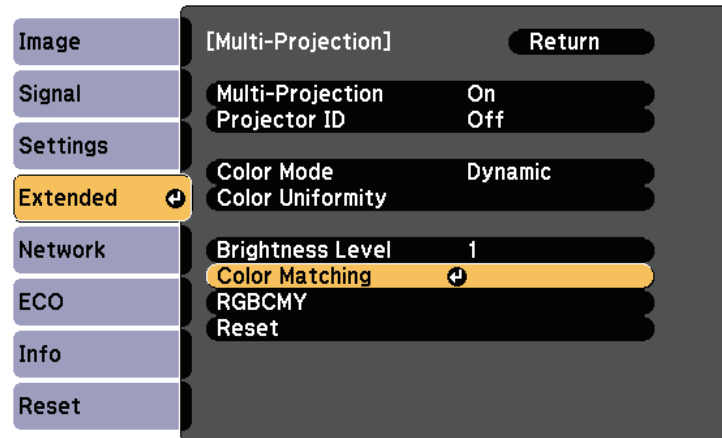 Image
Signal
Settings
Extended
Network
ECO
Info
Reset
[Multi-Projection] Return
Multi-Projection On
Projector ID Off
Color Mode Dynamic
Color Uniformity
Brightness Level 1
Color Matching
RGBCMY
Reset